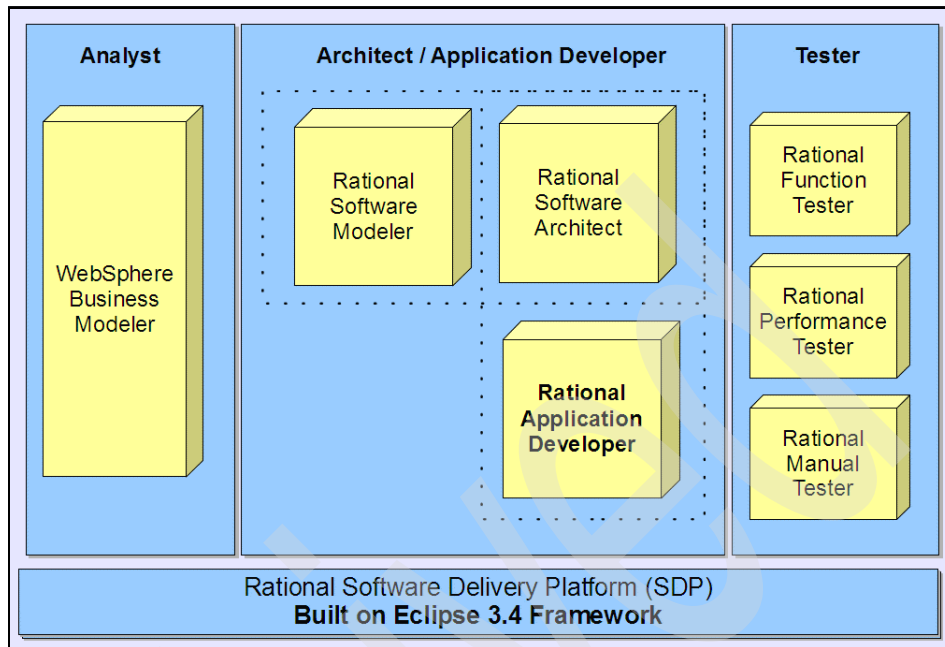 Analyst
WebSphere
Business
Modeler
Architect / Application Developer
Rational
Software
Modeler
Rational
Software
Architect
Rational
Application
Developer
Tester
Rational
Function
Tester
Rational
Performance
Tester
Rational
Manual
Tester
Rational Software Delivery Platform (SDP)
Built on Eclipse 3.4 Framework